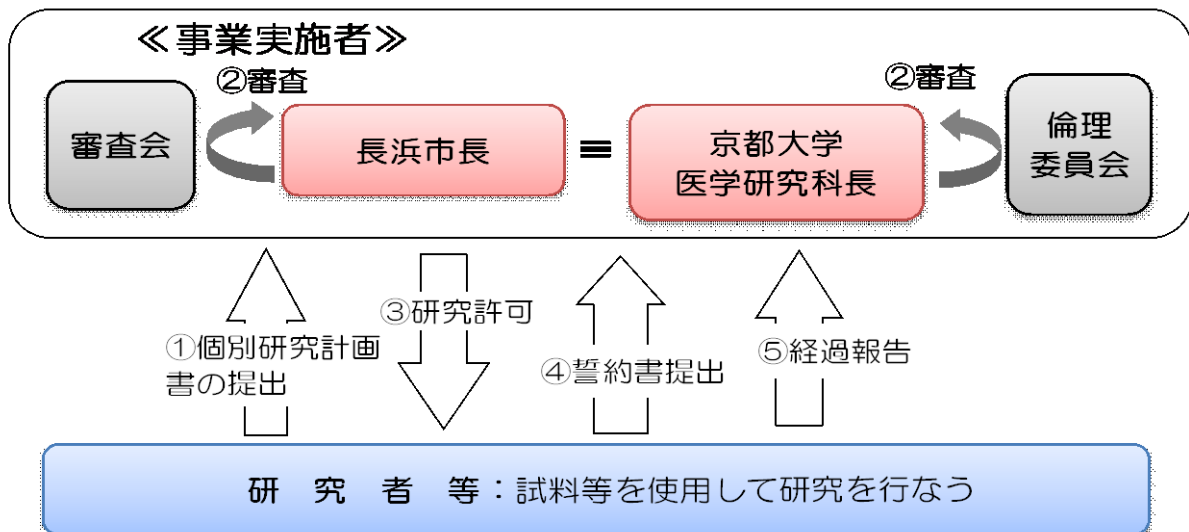 ≪事業実施者≫
②審査
②審査
審査会
長浜市長
≡
京都大学
医学研究科長
倫理
委員会
①個別研究計画
書の提出
③研究許可
④誓約書提出
⑤経過報告
研 究 者 等：試料等を使用して研究を行なう